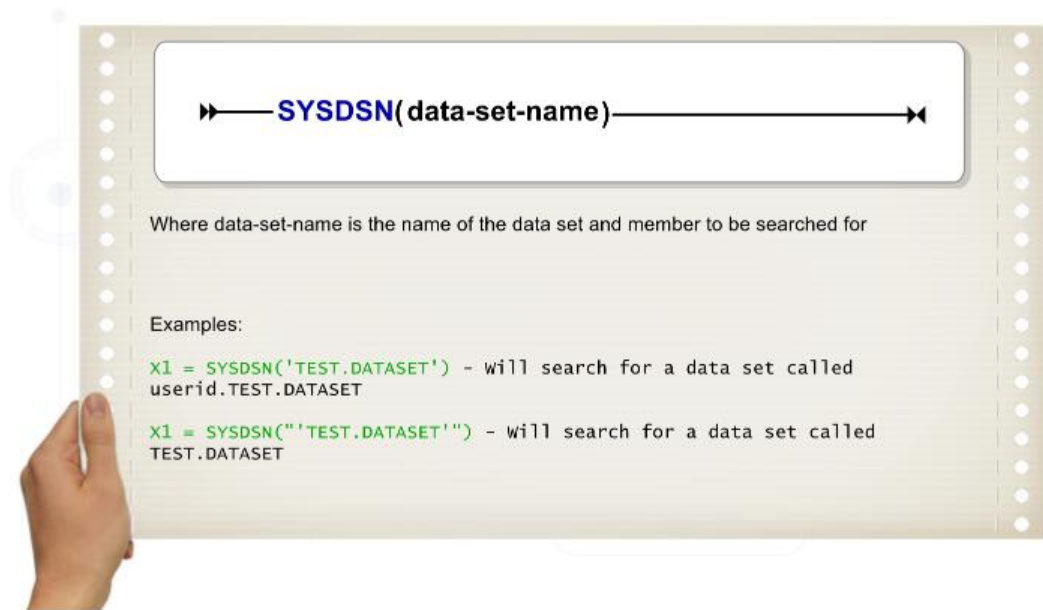 SYSDSN(data-set-name)
Where data-set-name is the name of the data set and member to be searched for
Examples:
X1 = SYSDSN('TEST.DATASET') – Will search for a data set called
userid.TEST.DATASET
X1 = SYSDSN("'TEST.DATASET'") – Will search for a data set called
TEST.DATASET